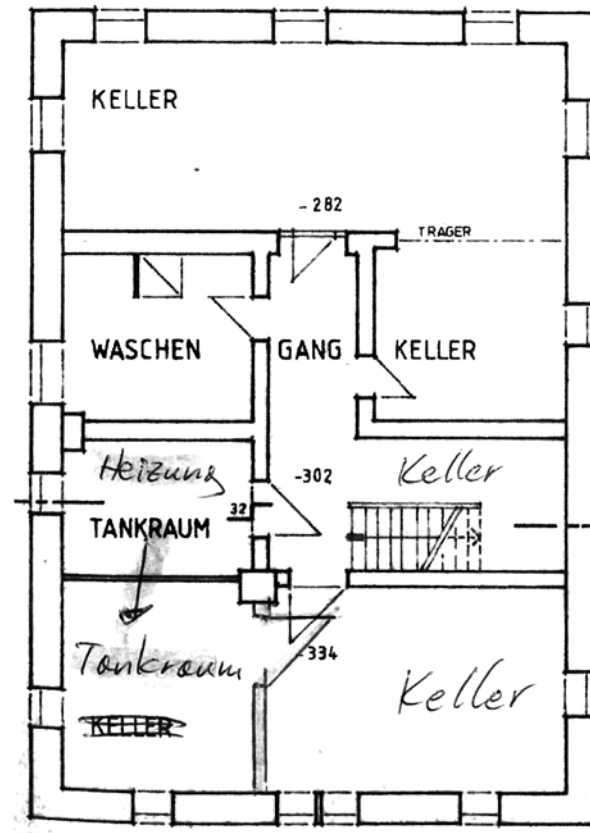 KELLER
-282
TRÄGER
WASCHEN
GANG
KELLER
Heizung
-302
Keller
32
TANKRAUM
Tankraum
-334
Keller
KELLER